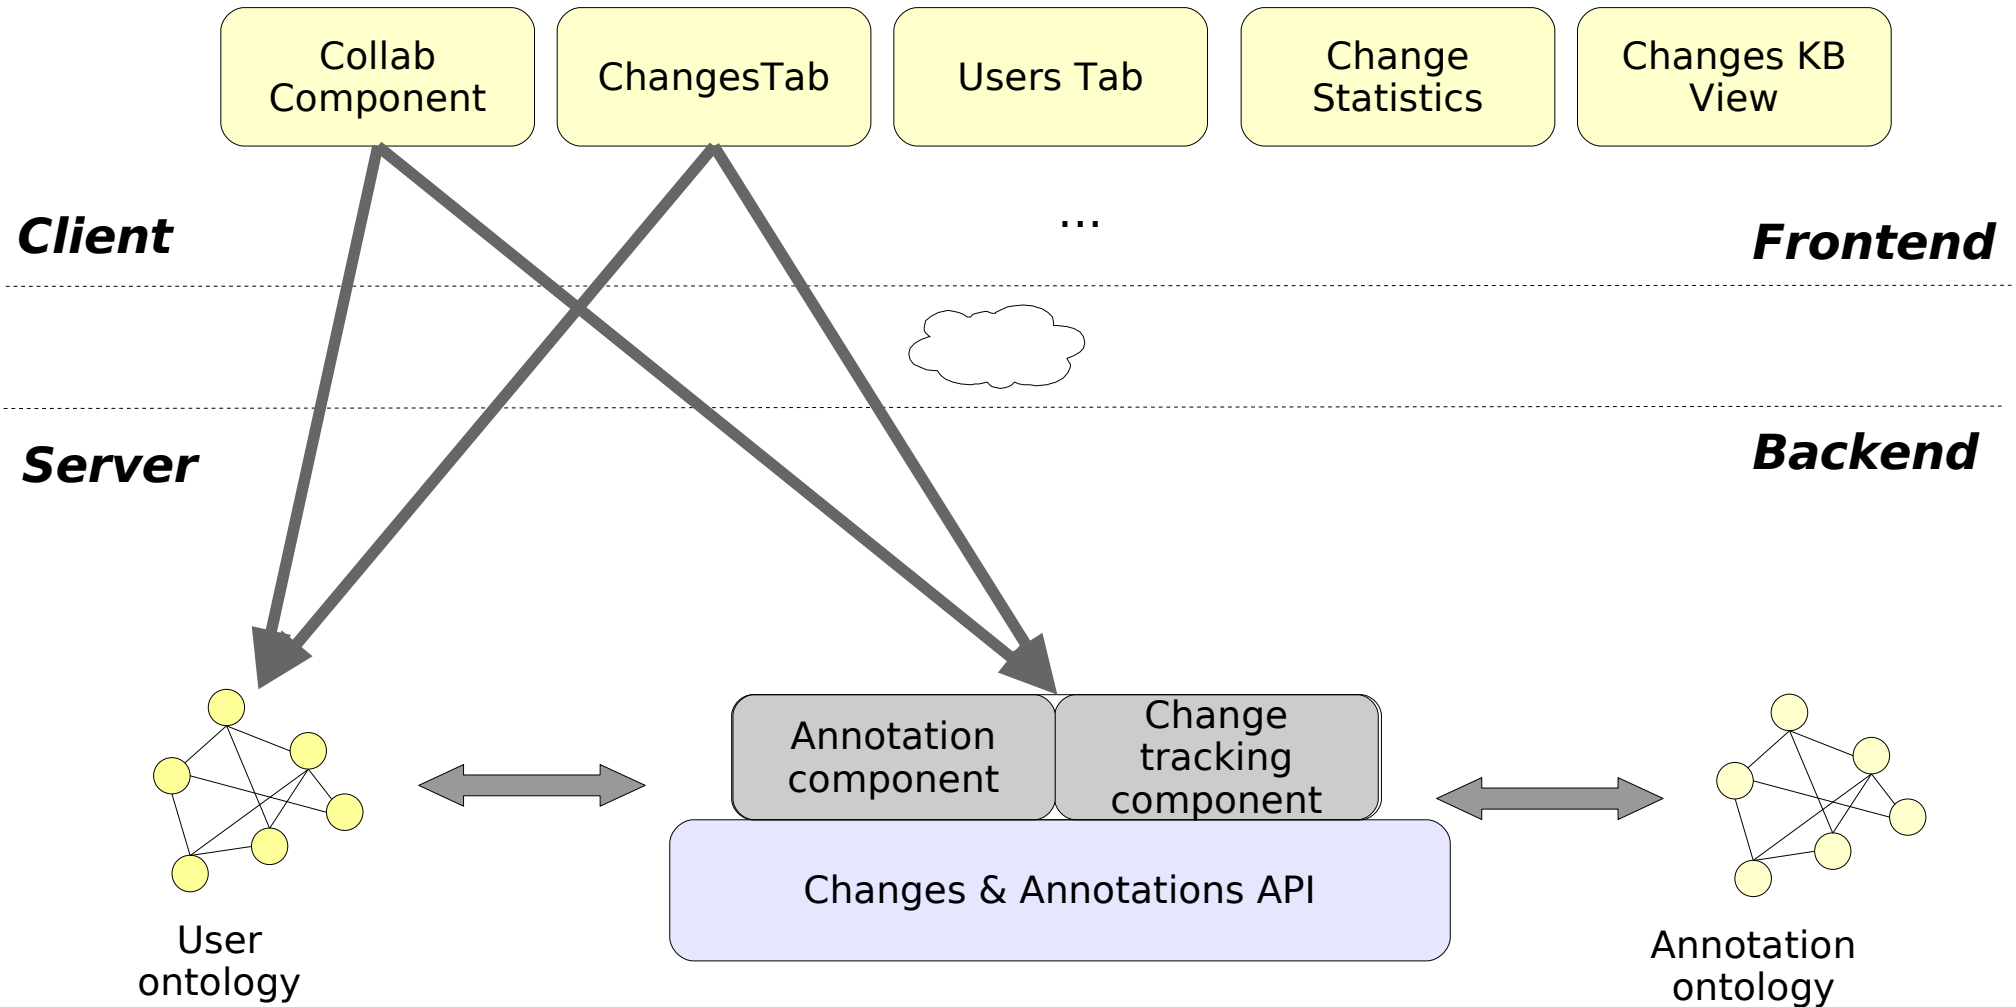 Collab
Component
ChangesTab
Users Tab
Change
Statistics
Changes KB
View
...
Client
Frontend
Server
Backend
Annotation
component
Change
tracking
component
Changes & Annotations API
User
ontology
Annotation
ontology